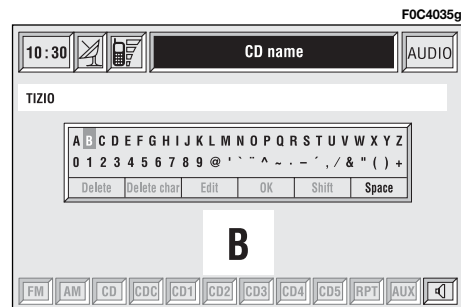 F0C4035g
10:30 CD name AUDIO
TIZIO
A B C D E F G H I J K L M N O P Q R S T U V W X Y Z
0 1 2 3 4 5 6 7 8 9 @ ' ` ¨ ^ ~ · – ´ , / & " ( ) +
Delete Delete char Edit OK Shift Space
B
FM AM CD CDC CD1 CD2 CD3 CD4 CD5 RPT AUX